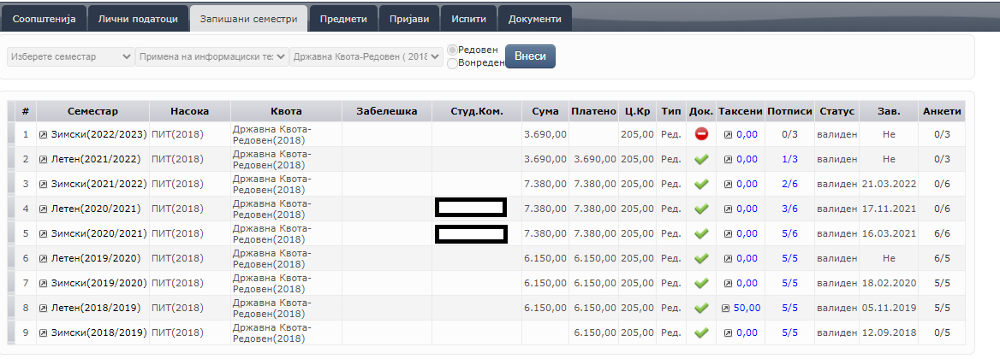 Соопштенија Лични податоци Запишани семестри Предмети Пријави Испити Документи
Изберете семестар Примена на информациски те: Државна Квота-Редовен ( 2018 Редовен Вонреден Внеси
# Семестар Насока Квота Забелешка Студ.Ком. Сума Платено Ц.Кр Тип Док. Таксени Потписи Статус Зав. Анкети
1 Зимски(2022/2023) ПИТ(2018) Државна Квота-Редовен(2018) 3.690,00 205,00 Ред. 0,00 0/3 валиден Не 0/3
2 Летен(2021/2022) ПИТ(2018) Државна Квота-Редовен(2018) 3.690,00 3.690,00 205,00 Ред. 0,00 1/3 валиден Не 0/3
3 Зимски(2021/2022) ПИТ(2018) Државна Квота-Редовен(2018) 7.380,00 7.380,00 205,00 Ред. 0,00 2/6 валиден 21.03.2022 0/6
4 Летен(2020/2021) ПИТ(2018) Државна Квота-Редовен(2018) 7.380,00 7.380,00 205,00 Ред. 0,00 3/6 валиден 17.11.2021 0/6
5 Зимски(2020/2021) ПИТ(2018) Државна Квота-Редовен(2018) 7.380,00 7.380,00 205,00 Ред. 0,00 5/6 валиден 16.03.2021 6/6
6 Летен(2019/2020) ПИТ(2018) Државна Квота-Редовен(2018) 6.150,00 6.150,00 205,00 Ред. 0,00 5/5 валиден Не 6/5
7 Зимски(2019/2020) ПИТ(2018) Државна Квота-Редовен(2018) 6.150,00 6.150,00 205,00 Ред. 0,00 5/5 валиден 18.02.2020 5/5
8 Летен(2018/2019) ПИТ(2018) Државна Квота-Редовен(2018) 6.150,00 6.150,00 205,00 Ред. 50,00 5/5 валиден 05.11.2019 5/5
9 Зимски(2018/2019) ПИТ(2018) Државна Квота-Редовен(2018) 6.150,00 205,00 Ред. 0,00 5/5 валиден 12.09.2018 0/5